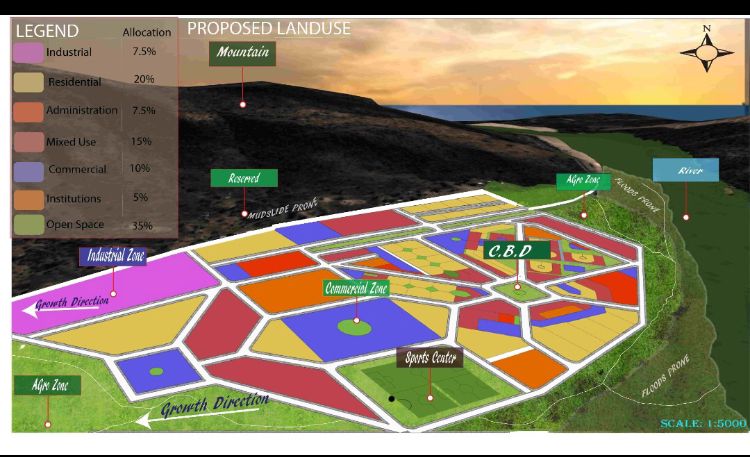 LEGEND
Allocation
PROPOSED LANDUSE
Industrial 7.5%
Residential 20%
Administration 7.5%
Mixed Use 15%
Commercial 10%
Institutions 5%
Open Space 35%
Mountain
N
Reserved
MUDSLIDE PRONE
Agro Zone
FLOODS PRONE
River
Industrial Zone
C.B.D
Growth Direction
Commercial Zone
Sports Center
Agro Zone
Growth Direction
FLOODS PRONE
SCALE: 1:5000